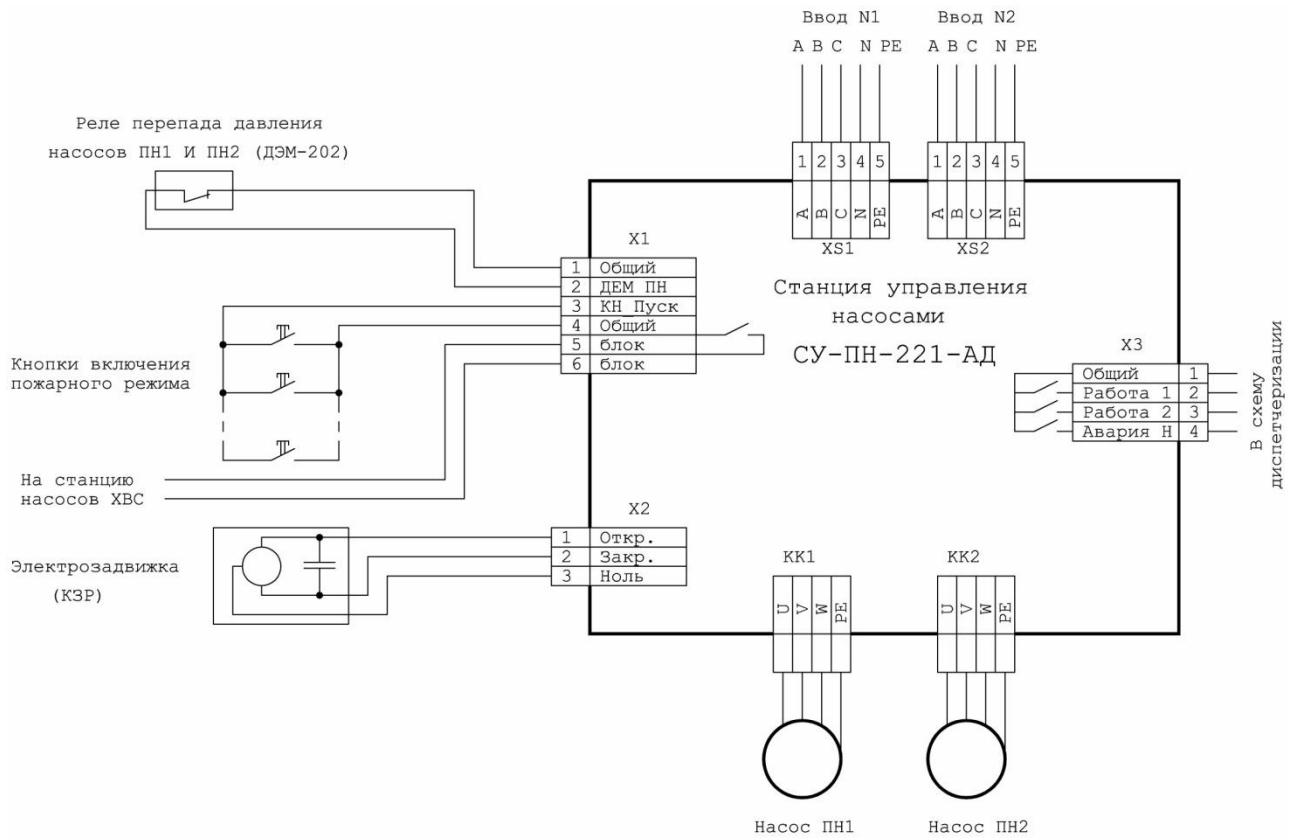 Ввод N1
Ввод N2
A B C N PE
A B C N PE
Реле перепада давления
насосов ПН1 И ПН2 (ДЭМ-202)
1 2 3 4 5
1 2 3 4 5
A B C N PE
A B C N PE
XS1
XS2
X1
1 Общий
2 ДЕМ ПН
3 КН_Пуск
4 Общий
5 блок
6 блок
Станция управления
насосами
СУ-ПН-221-АД
Кнопки включения
пожарного режима
X3
Общий 1
Работа 1 2
Работа 2 3
Авария Н 4
В схему
диспетчеризации
На станцию
насосов ХВС
X2
1 Откр.
2 Закр.
3 Ноль
Электрозадвижка
(КЗР)
КК1
КК2
U V W PE
U V W PE
Насос ПН1
Насос ПН2